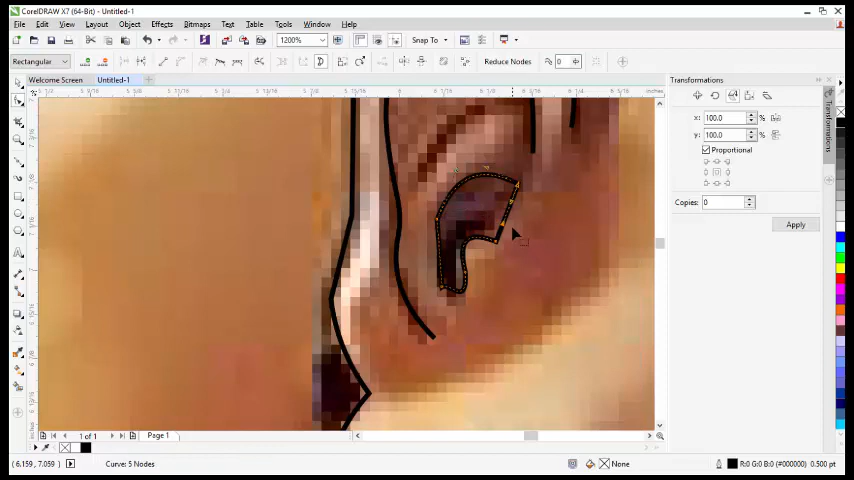 CorelDRAW X7 (64-Bit) - Untitled-1
File Edit View Layout Object Effects Bitmaps Text Table Tools Window Help
1200% Snap To
Rectangular Reduce Nodes 0
Welcome Screen Untitled-1
Transformations
inches
x: 100.0 %
y: 100.0 %
Proportional
Copies: 0
Apply
Transformations
1 of 1 Page 1
(6.159, 7.059) Curve: 5 Nodes None R:0 G:0 B:0 (#000000) 0.500 pt